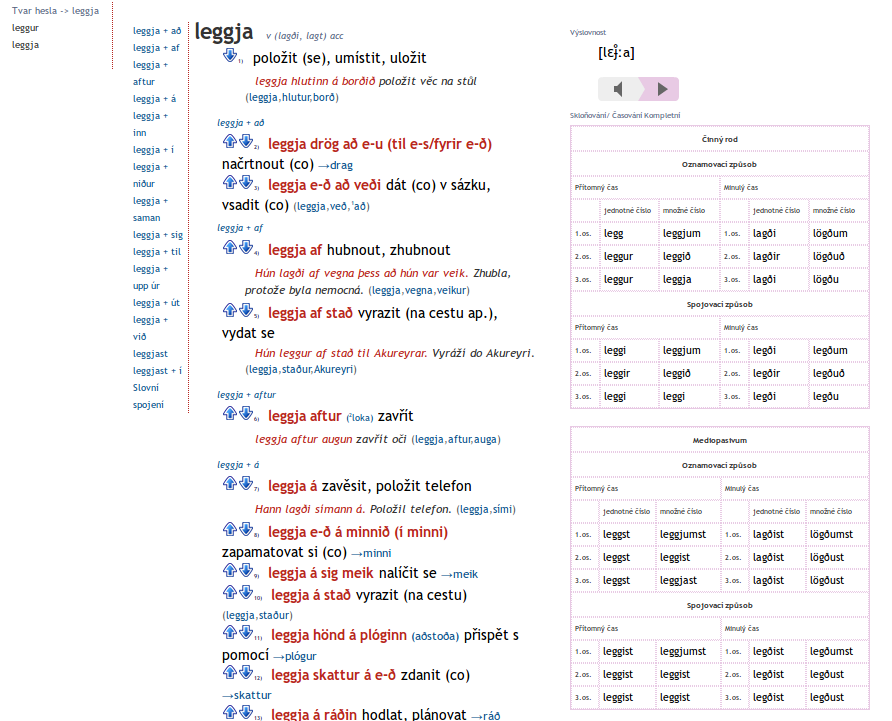 Tvar hesla -> leggja
leggur
leggja
leggja + að
leggja + af
leggja +
aftur
leggja + á
leggja +
inn
leggja + í
leggja +
niður
leggja +
saman
leggja + sig
leggja + til
leggja +
upp úr
leggja + út
leggja +
við
leggjast
leggjast + í
Slovní
spojení
leggja v (lagði, lagt) acc
1) položit (se), umístit, uložit
leggja hlutinn á borðið položit věc na stůl
(leggja,hlutur,borð)
leggja + að
2) leggja drög að e-u (til e-s/fyrir e-ð)
načrtnout (co) →drag
3) leggja e-ð að veði dát (co) v sázku,
vsadit (co) (leggja,veð,¹að)
leggja + af
4) leggja af hubnout, zhubnout
Hún lagði af vegna þess að hún var veik. Zhubla,
protože byla nemocná. (leggja,vegna,veikur)
5) leggja af stað vyrazit (na cestu ap.),
vydat se
Hún leggur af stað til Akureyrar. Vyráží do Akureyri.
(leggja,staður,Akureyri)
leggja + aftur
6) leggja aftur (²loka) zavřít
leggja aftur augun zavřít oči (leggja,aftur,auga)
leggja + á
7) leggja á zavěsit, položit telefon
Hann lagði símann á. Položil telefon. (leggja,sími)
8) leggja e-ð á minnið (í minni)
zapamatovat si (co) →minni
9) leggja á sig meik nalíčit se →meik
10) leggja á stað vyrazit (na cestu)
(leggja,staður)
11) leggja hönd á plóginn (aðstoða) přispět s
pomocí →plógur
12) leggja skattur á e-ð zdanit (co)
→skattur
13) leggja á ráðin hodlat, plánovat →ráð
Výslovnost
[lɛɟ̊ːa]
Skloňování/ Časování Kompletní
Činný rod
Oznamovací způsob
Přítomný čas Minulý čas
jednotné číslo množné číslo jednotné číslo množné číslo
1.os. legg leggjum 1.os. lagði lögðum
2.os. leggur leggið 2.os. lagðir lögðuð
3.os. leggur leggja 3.os. lagði lögðu
Spojovací způsob
Přítomný čas Minulý čas
1.os. leggi leggjum 1.os. legði legðum
2.os. leggir leggið 2.os. legðir legðuð
3.os. leggi leggi 3.os. legði legðu
Mediopasivum
Oznamovací způsob
Přítomný čas Minulý čas
jednotné číslo množné číslo jednotné číslo množné číslo
1.os. leggst leggjumst 1.os. lagðist lögðumst
2.os. leggst leggist 2.os. lagðist lögðust
3.os. leggst leggjast 3.os. lagðist lögðust
Spojovací způsob
Přítomný čas Minulý čas
1.os. leggist leggjumst 1.os. legðist legðumst
2.os. leggist leggist 2.os. legðist legðust
3.os. leggist leggist 3.os. legðist legðust